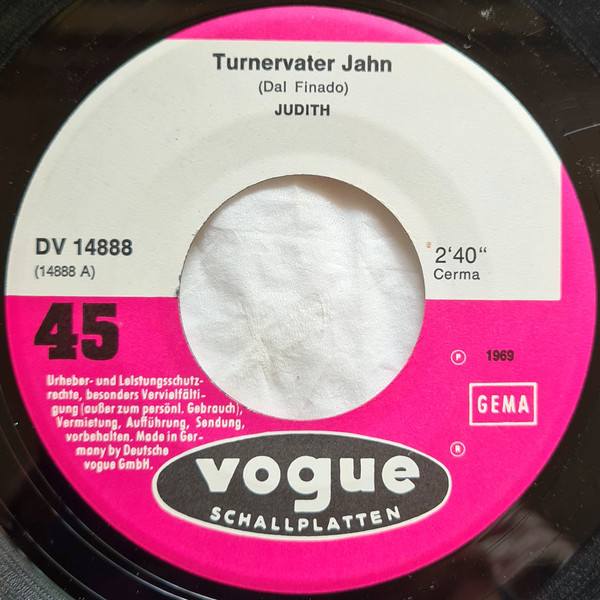 Turnervater Jahn
(Dal Finado)
JUDITH
DV 14888
(14888 A)
2'40“
Cerma
45
℗ 1969
GEMA
Urheber- und Leistungsschutz-
rechte, besonders Vervielfälti-
gung (außer zum persönl. Gebrauch),
Vermietung, Aufführung, Sendung,
vorbehalten. Made in Ger-
many by Deutsche
vogue GmbH.
®
vogue
SCHALLPLATTEN